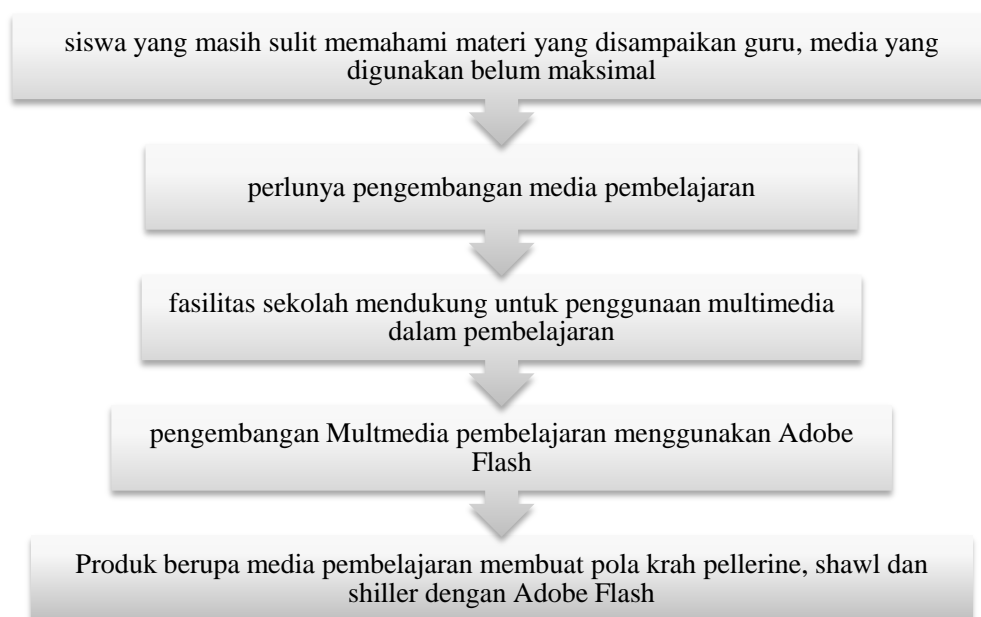 siswa yang masih sulit memahami materi yang disampaikan guru, media yang
digunakan belum maksimal
perlunya pengembangan media pembelajaran
fasilitas sekolah mendukung untuk penggunaan multimedia
dalam pembelajaran
pengembangan Multmedia pembelajaran menggunakan Adobe
Flash
Produk berupa media pembelajaran membuat pola krah pellerine, shawl dan
shiller dengan Adobe Flash